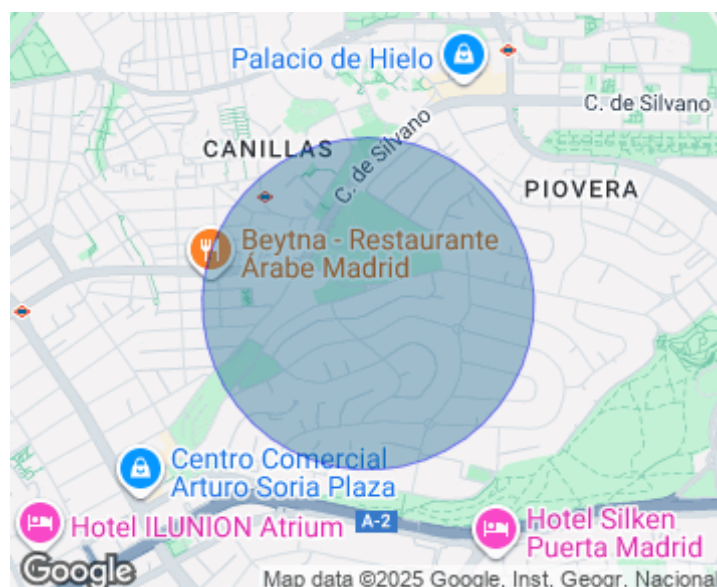 Palacio de Hielo
C. de Silvano
C. de Silvano
CANILLAS
PIOVERA
Beytna - Restaurante
Árabe Madrid
Centro Comercial
Arturo Soria Plaza
Hotel ILUNION Atrium
A-2
Hotel Silken
Puerta Madrid
Google
Map data ©2025 Google, Inst. Geogr. Nacional